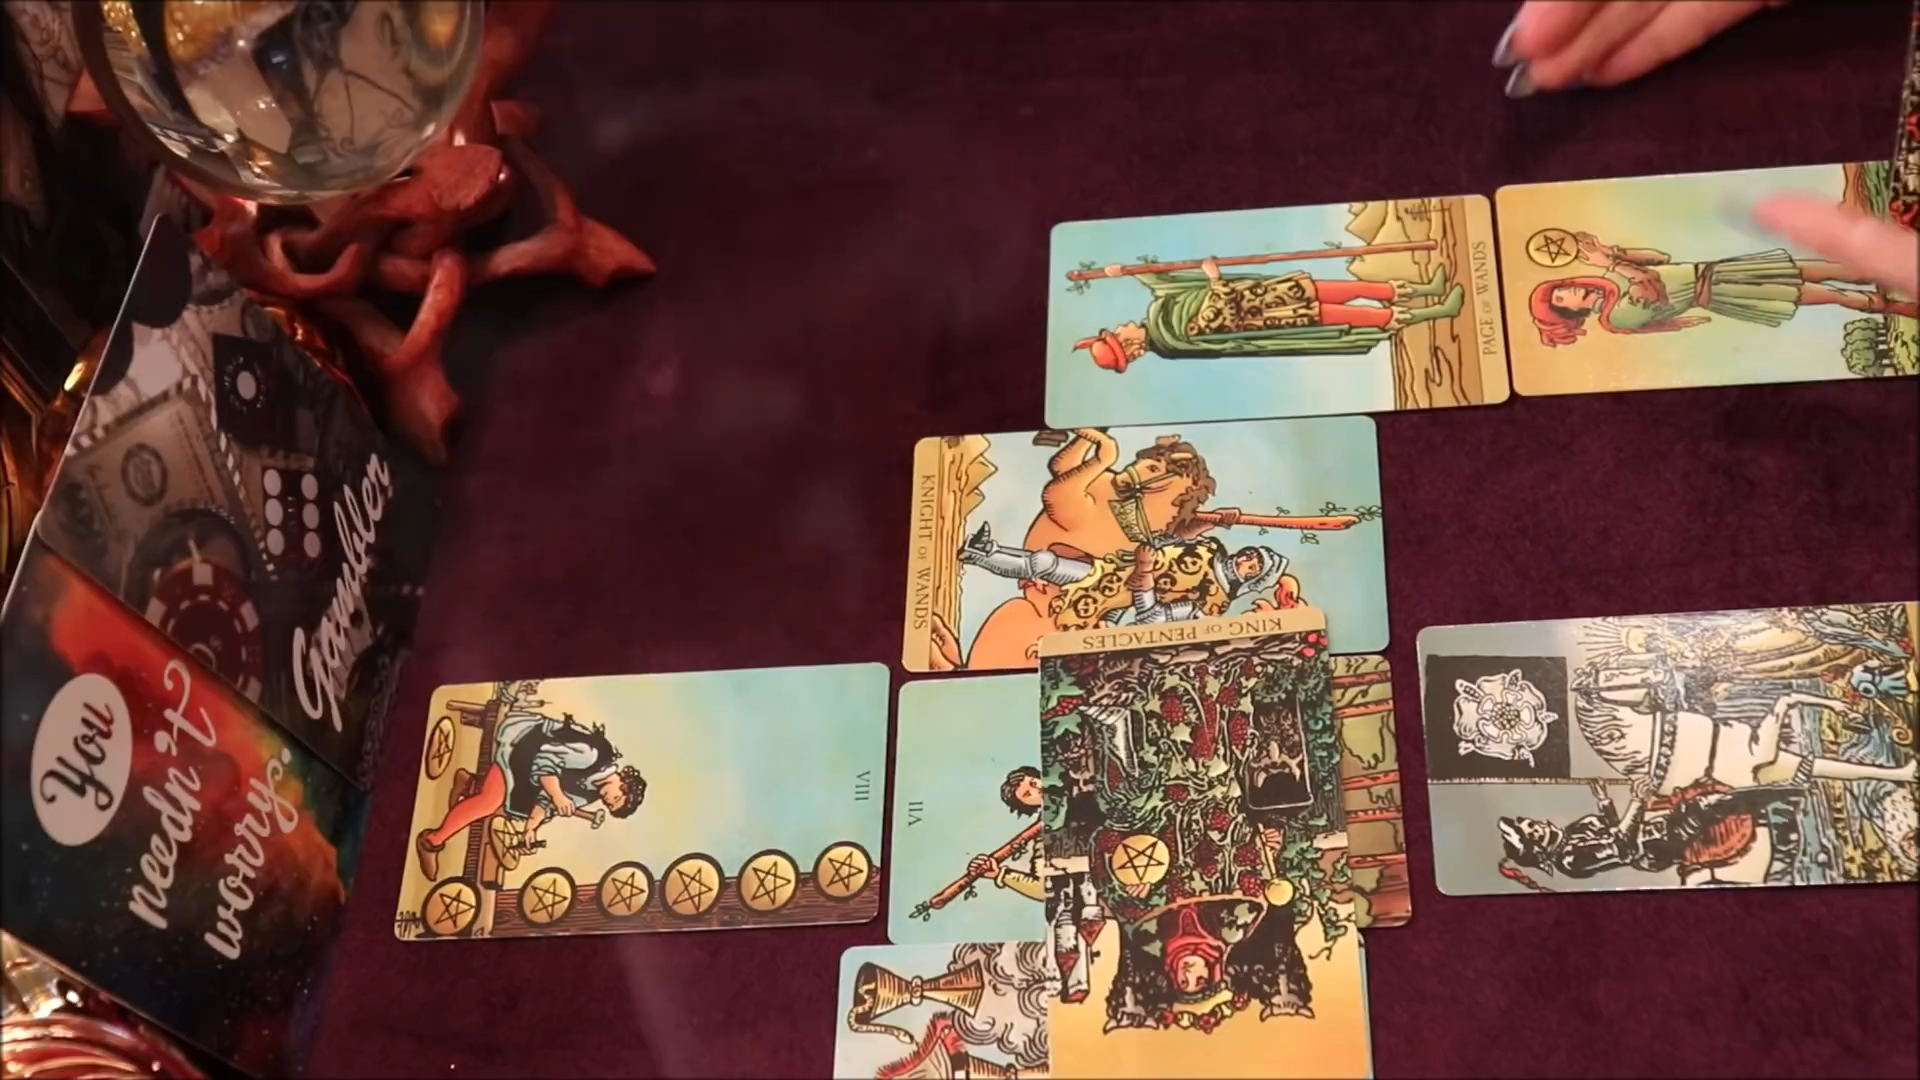 PAGE OF WANDS
KNIGHT OF WANDS
KING OF PENTACLES
VIII
VII
Gambler
You
needn't
worry.